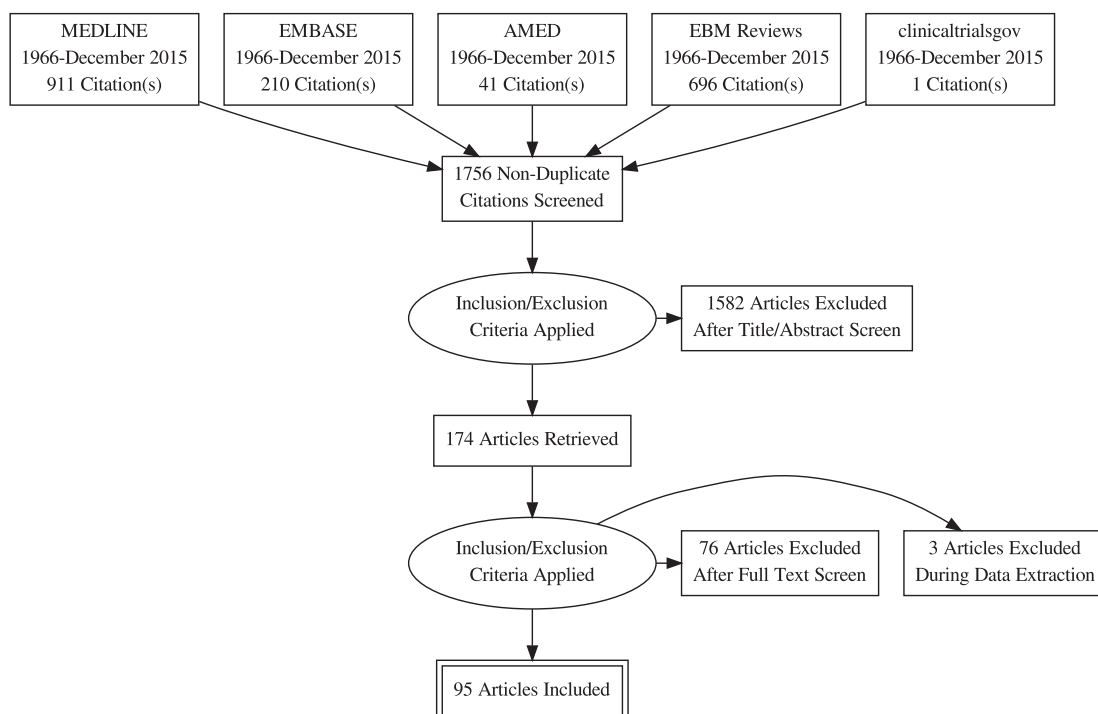 MEDLINE
1966-December 2015
911 Citation(s)
EMBASE
1966-December 2015
210 Citation(s)
AMED
1966-December 2015
41 Citation(s)
EBM Reviews
1966-December 2015
696 Citation(s)
clinicaltrialsgov
1966-December 2015
1 Citation(s)
1756 Non-Duplicate
Citations Screened
Inclusion/Exclusion
Criteria Applied
1582 Articles Excluded
After Title/Abstract Screen
174 Articles Retrieved
Inclusion/Exclusion
Criteria Applied
76 Articles Excluded
After Full Text Screen
3 Articles Excluded
During Data Extraction
95 Articles Included